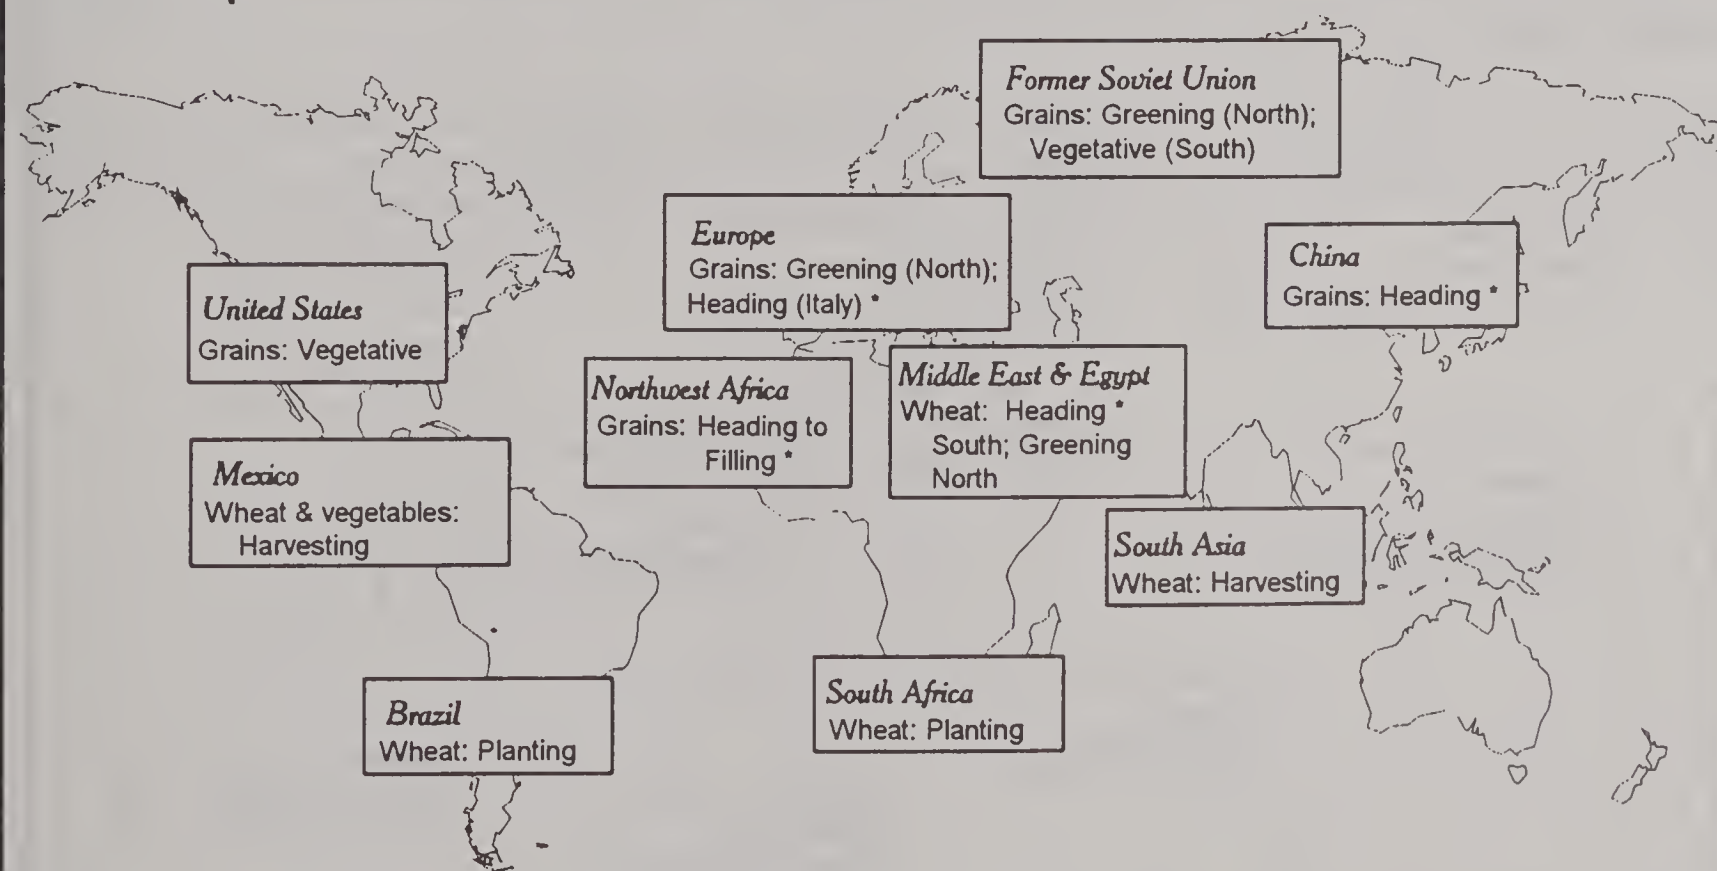 Former Soviet Union
Grains: Greening (North);
Vegetative (South)
Europe
Grains: Greening (North);
Heading (Italy) *
China
Grains: Heading *
United States
Grains: Vegetative
Northwest Africa
Grains: Heading to
Filling *
Middle East & Egypt
Wheat: Heading *
South; Greening
North
Mexico
Wheat & vegetables:
Harvesting
South Asia
Wheat: Harvesting
South Africa
Wheat: Planting
Brazil
Wheat: Planting